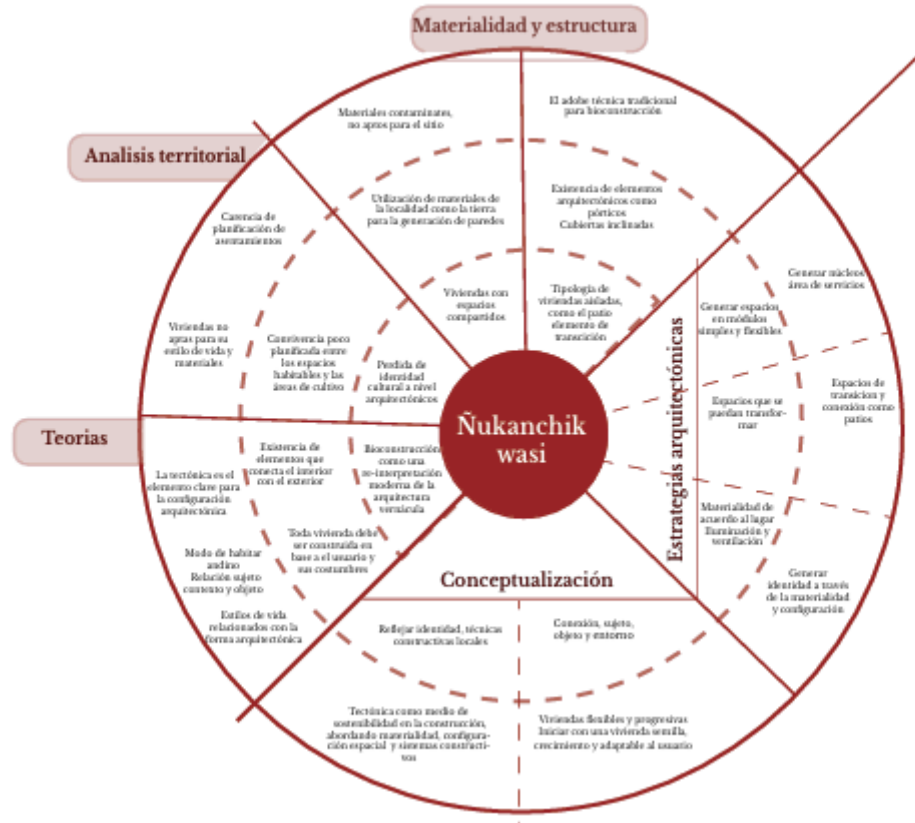 Materialidad y estructura
Materiales contaminates,
no aptos para el sitio
El adobe técnica tradicional
para bioconstrucción
Analisis territorial
Utilización de materiales de
la localidad como la tierra
para la generación de paredes
Existencia de elementos
arquitectónicos como
pórticos
Cubiertas inclinadas
Carencia de
planificación de
asentamientos
Viviendas con
espacios
compartidos
Tipología de
viviendas aisladas,
como el patio
elemento de
transcición
Generar núcleos
área de servicios
Generar espacios
en módulos
simples y flexibles
Viviendas no
aptas para su
estilo de vida y
materiales
Convivencia poco
planificada entre
los espacios
habitables y las
áreas de cultivo
Perdida de
identidad
cultural a nivel
arquitectónicos
Estrategias arquitectónicas
Espacios que se
puedan transfor-
mar
Espacios de
transicion y
conexión como
patios
Ñukanchik
wasi
Teorias
La tectónica es el
elemento clave para
la configuración
arquitectónica
Existencia de
elementos que
conecta el interior
con el exterior
Bioconstrucción
como una
re-interpretación
moderna de la
arquitectura
vernácula
Materialidad de
acuerdo al lugar
Iluminación y
ventilación
Toda vivienda debe
ser construida en
base a el usuario y
sus costumbres
Modo de habitar
andino
Relación sujeto
contexto y objeto
Generar
identidad a través
de la materialidad
y configuración
Estilos de vida
relacionados con la
forma arquitectónica
Conceptualización
Reflejar identidad, técnicas
constructivas locales
Conexión, sujeto,
objeto y entorno
Tectónica como medio de
sostenibilidad en la construcción,
abordando materialidad, configura-
ción espacial y sistemas constructi-
vos
Viviendas flexibles y progresivas
Iniciar con una vivienda semilla,
crecimiento y adaptable al usuario